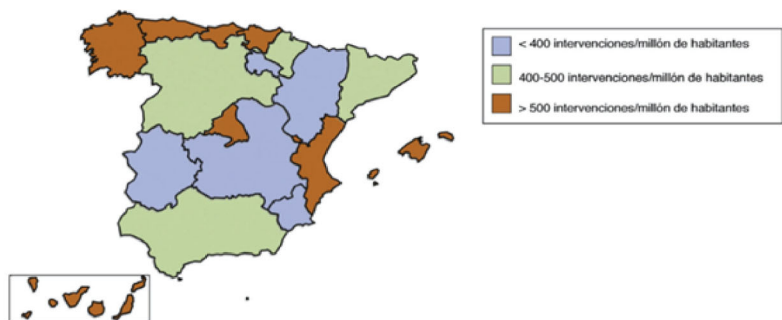 < 400 intervenciones/millón de habitantes
400-500 intervenciones/millón de habitantes
> 500 intervenciones/millón de habitantes